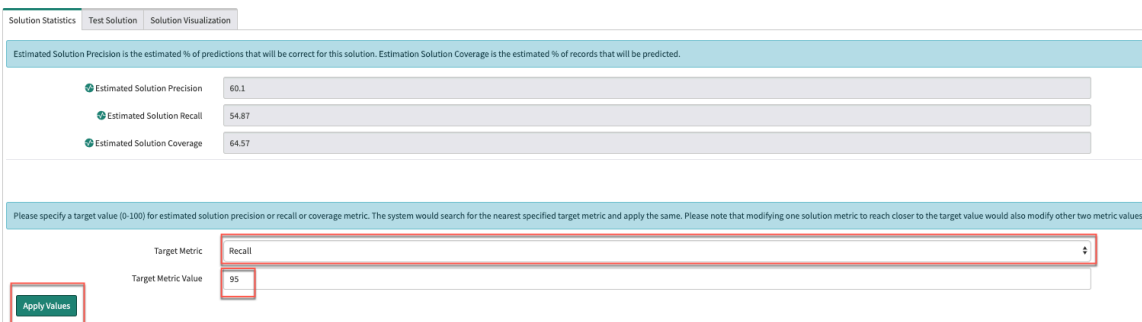 Solution Statistics Test Solution Solution Visualization
Estimated Solution Precision is the estimated % of predictions that will be correct for this solution. Estimation Solution Coverage is the estimated % of records that will be predicted.
Estimated Solution Precision 60.1
Estimated Solution Recall 54.87
Estimated Solution Coverage 64.57
Please specify a target value (0-100) for estimated solution precision or recall or coverage metric. The system would search for the nearest specified target metric and apply the same. Please note that modifying one solution metric to reach closer to the target value would also modify other two metric values
Target Metric Recall
Target Metric Value 95
Apply Values